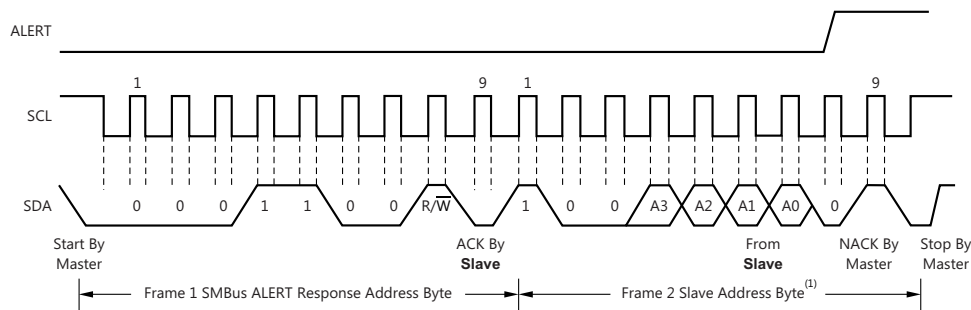 ALERT
1 9 1 9
SCL
SDA 0 0 0 1 1 0 0 R/W 1 0 0 A3 A2 A1 A0 0
Start By Master
ACK By Slave
From Slave
NACK By Master
Stop By Master
Frame 1 SMBus ALERT Response Address Byte
Frame 2 Slave Address Byte(1)